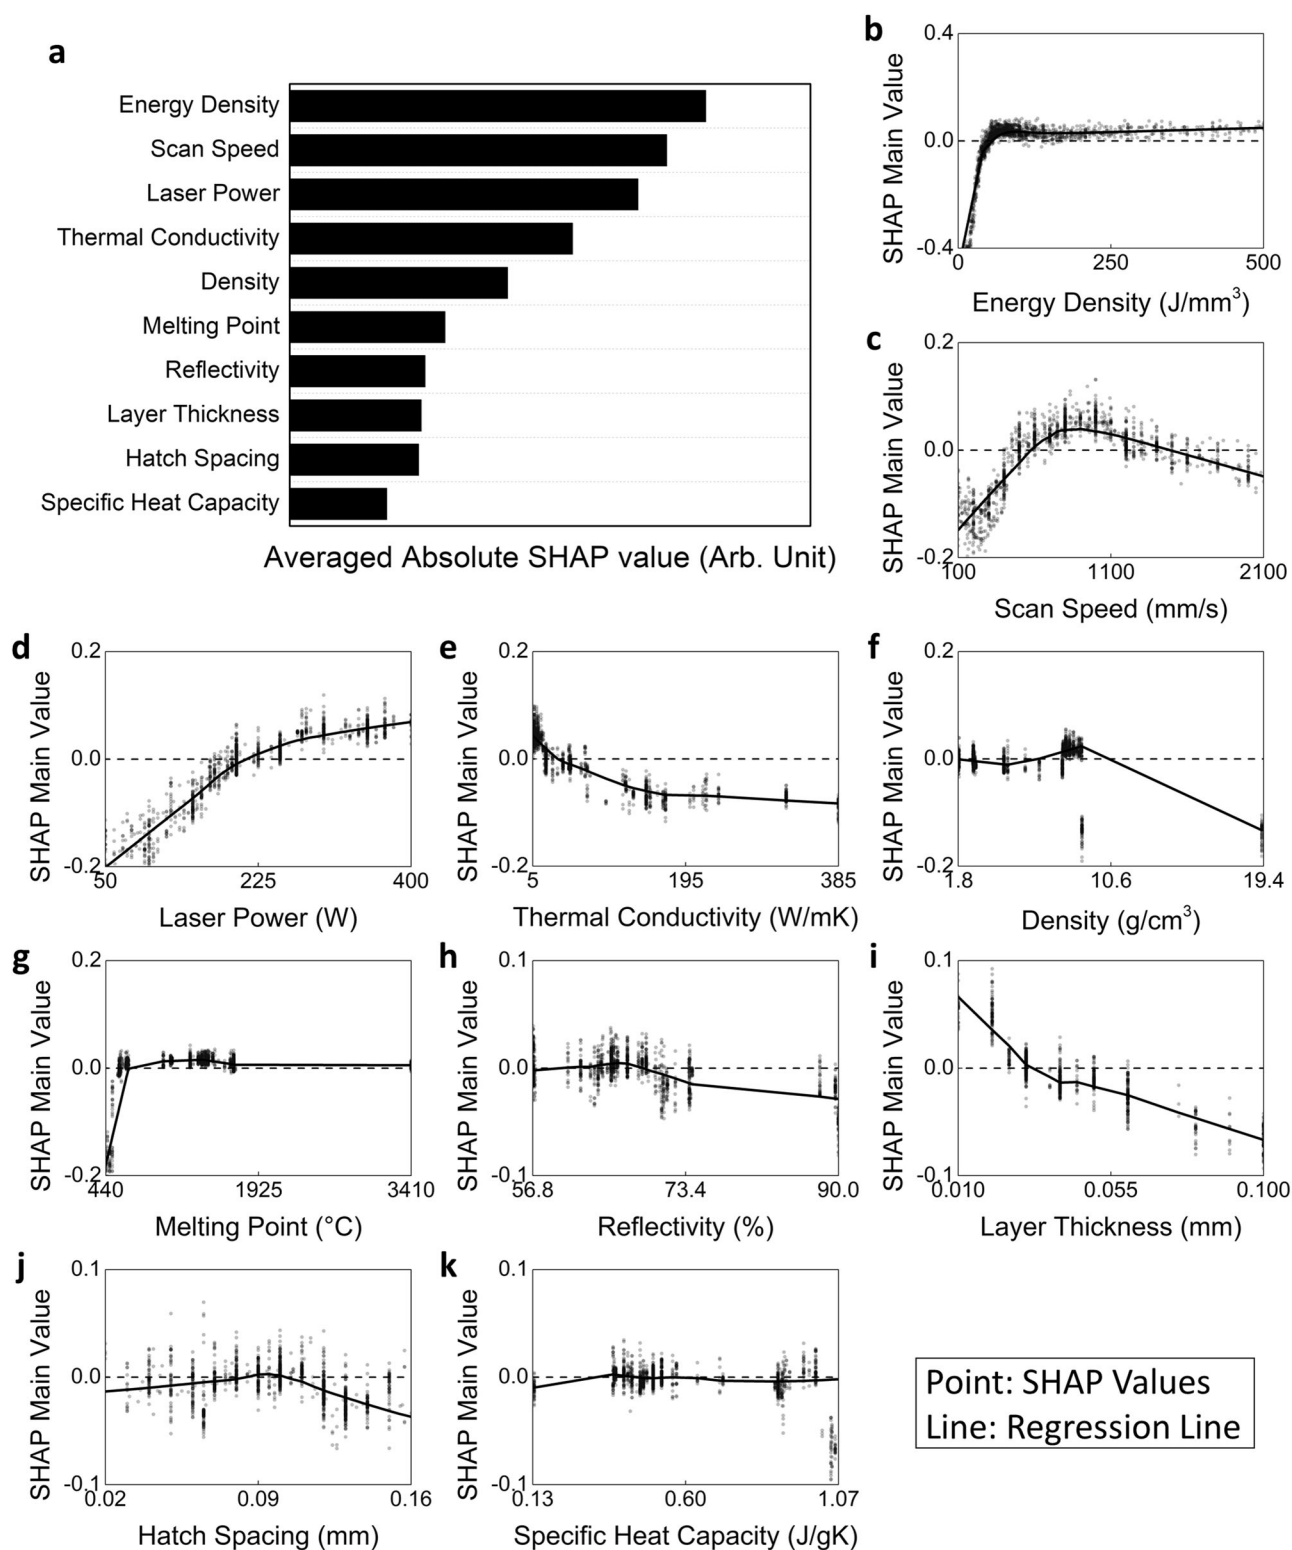 a
Energy Density
Scan Speed
Laser Power
Thermal Conductivity
Density
Melting Point
Reflectivity
Layer Thickness
Hatch Spacing
Specific Heat Capacity
Averaged Absolute SHAP value (Arb. Unit)
b
SHAP Main Value
0.4
0.0
-0.4
0 250 500
Energy Density (J/mm³)
c
SHAP Main Value
0.2
0.0
-0.2
100 1100 2100
Scan Speed (mm/s)
d
SHAP Main Value
0.2
0.0
-0.2
50 225 400
Laser Power (W)
e
SHAP Main Value
0.2
0.0
-0.2
5 195 385
Thermal Conductivity (W/mK)
f
SHAP Main Value
0.2
0.0
-0.2
1.8 10.6 19.4
Density (g/cm³)
g
SHAP Main Value
0.2
0.0
-0.2
440 1925 3410
Melting Point (°C)
h
SHAP Main Value
0.1
0.0
-0.1
56.8 73.4 90.0
Reflectivity (%)
i
SHAP Main Value
0.1
0.0
-0.1
0.010 0.055 0.100
Layer Thickness (mm)
j
SHAP Main Value
0.1
0.0
-0.1
0.02 0.09 0.16
Hatch Spacing (mm)
k
SHAP Main Value
0.1
0.0
-0.1
0.13 0.60 1.07
Specific Heat Capacity (J/gK)
Point: SHAP Values
Line: Regression Line